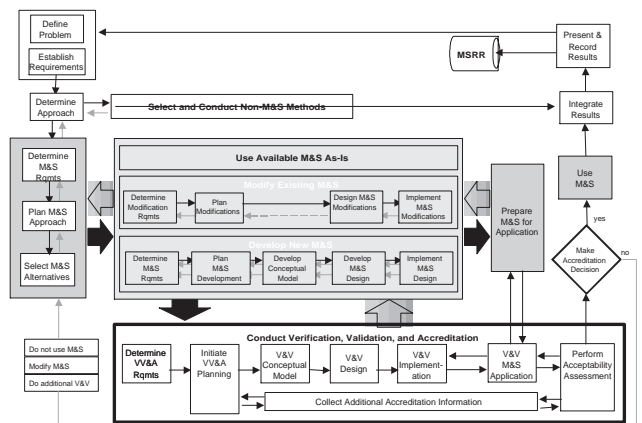 Define
Problem
Establish
Requirements
Determine
Approach
Select and Conduct Non-M&S Methods
MSRR
Present &
Record
Results
Integrate
Results
Determine
M&S
Rqmts
Plan M&S
Approach
Select M&S
Alternatives
Use Available M&S As-Is
Modify Existing M&S
Determine
Modification
Rqmts
Plan
Modifications
Design M&S
Modifications
Implement
M&S
Modifications
Develop New M&S
Determine
M&S
Rqmts
Plan
M&S
Development
Develop
Conceptual
Model
Develop
M&S
Design
Implement
M&S
Design
Prepare
M&S for
Application
Use
M&S
yes
Make
Accreditation
Decision
no
Do not use M&S
Modify M&S
Do additional V&V
Conduct Verification, Validation, and Accreditation
Determine
VV&A
Rqmts
Initiate
VV&A
Planning
V&V
Conceptual
Model
V&V
Design
V&V
Implement-
ation
V&V
M&S
Application
Perform
Acceptability
Assessment
Collect Additional Accreditation Information